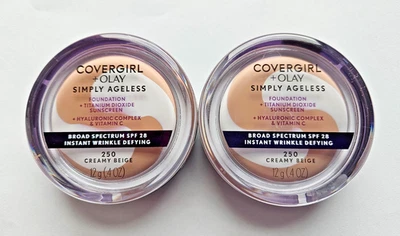 COVERGIRL
+OLAY
SIMPLY AGELESS
FOUNDATION
+ TITANIUM DIOXIDE
SUNSCREEN
+ HYALURONIC COMPLEX
& VITAMIN C
BROAD SPECTRUM SPF 28
INSTANT WRINKLE DEFYING
250
CREAMY BEIGE
12g (.4 OZ)
COVERGIRL
+OLAY
SIMPLY AGELESS
FOUNDATION
+ TITANIUM DIOXIDE
SUNSCREEN
+ HYALURONIC COMPLEX
& VITAMIN C
BROAD SPECTRUM SPF 28
INSTANT WRINKLE DEFYING
250
CREAMY BEIGE
12g (.4 OZ)